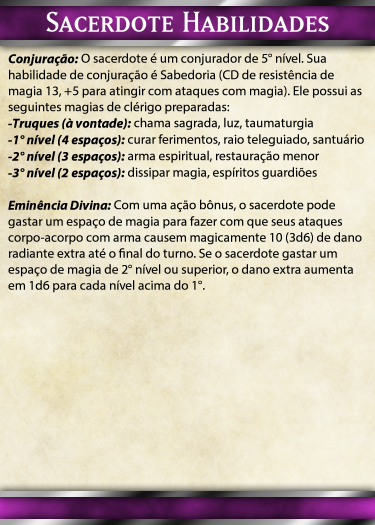 Sacerdote Habilidades
Conjuração: O sacerdote é um conjurador de 5° nível. Sua
habilidade de conjuração é Sabedoria (CD de resistência de
magia 13, +5 para atingir com ataques com magia). Ele possui as
seguintes magias de clérigo preparadas:
-Truques (à vontade): chama sagrada, luz, taumaturgia
-1° nível (4 espaços): curar ferimentos, raio teleguiado, santuário
-2° nível (3 espaços): arma espiritual, restauração menor
-3° nível (2 espaços): dissipar magia, espíritos guardiões
Eminência Divina: Com uma ação bônus, o sacerdote pode
gastar um espaço de magia para fazer com que seus ataques
corpo-acorpo com arma causem magicamente 10 (3d6) de dano
radiante extra até o final do turno. Se o sacerdote gastar um
espaço de magia de 2° nível ou superior, o dano extra aumenta
em 1d6 para cada nível acima do 1°.